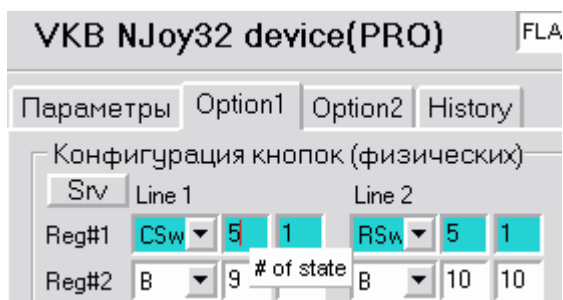 VKB NJoy32 device(PRO) FLA
Параметры Option1 Option2 History
Конфигурация кнопок (физических)
Srv Line 1 Line 2
Reg#1 CSw 5 1 RSw 5 1
# of state
Reg#2 B 9 B 10 10